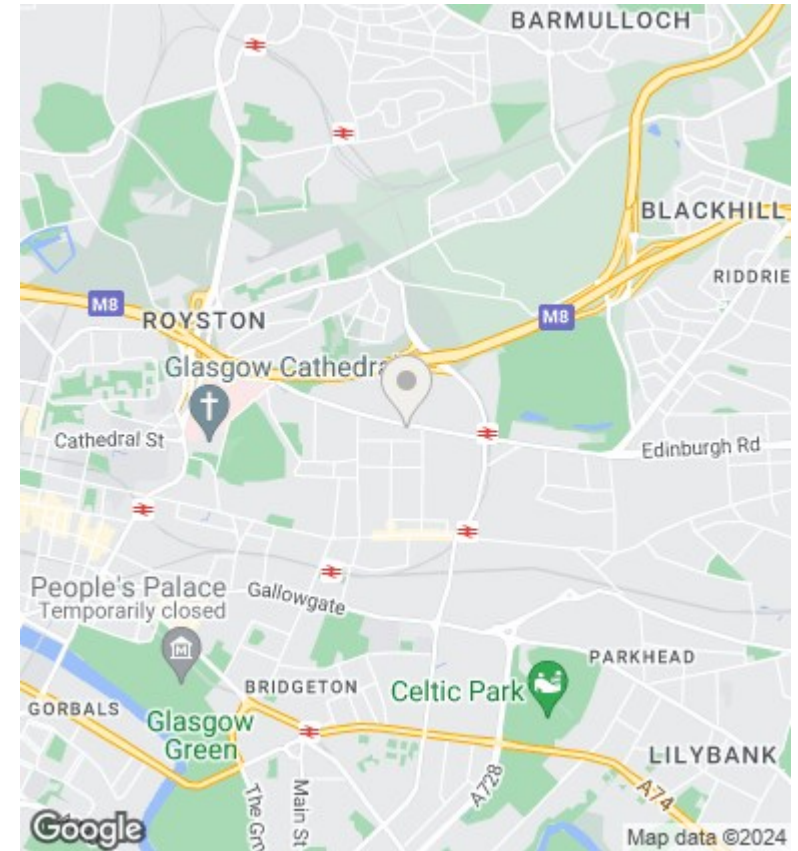 BARMULLOCH
BLACKHILL
RIDDRIE
M8
ROYSTON
M8
Glasgow Cathedral
Cathedral St
Edinburgh Rd
People's Palace
Temporarily closed
Gallowgate
PARKHEAD
BRIDGETON
Celtic Park
GORBALS
Glasgow
Green
LILYBANK
A728
A74
Main St
The Gr
Google
Map data ©2024